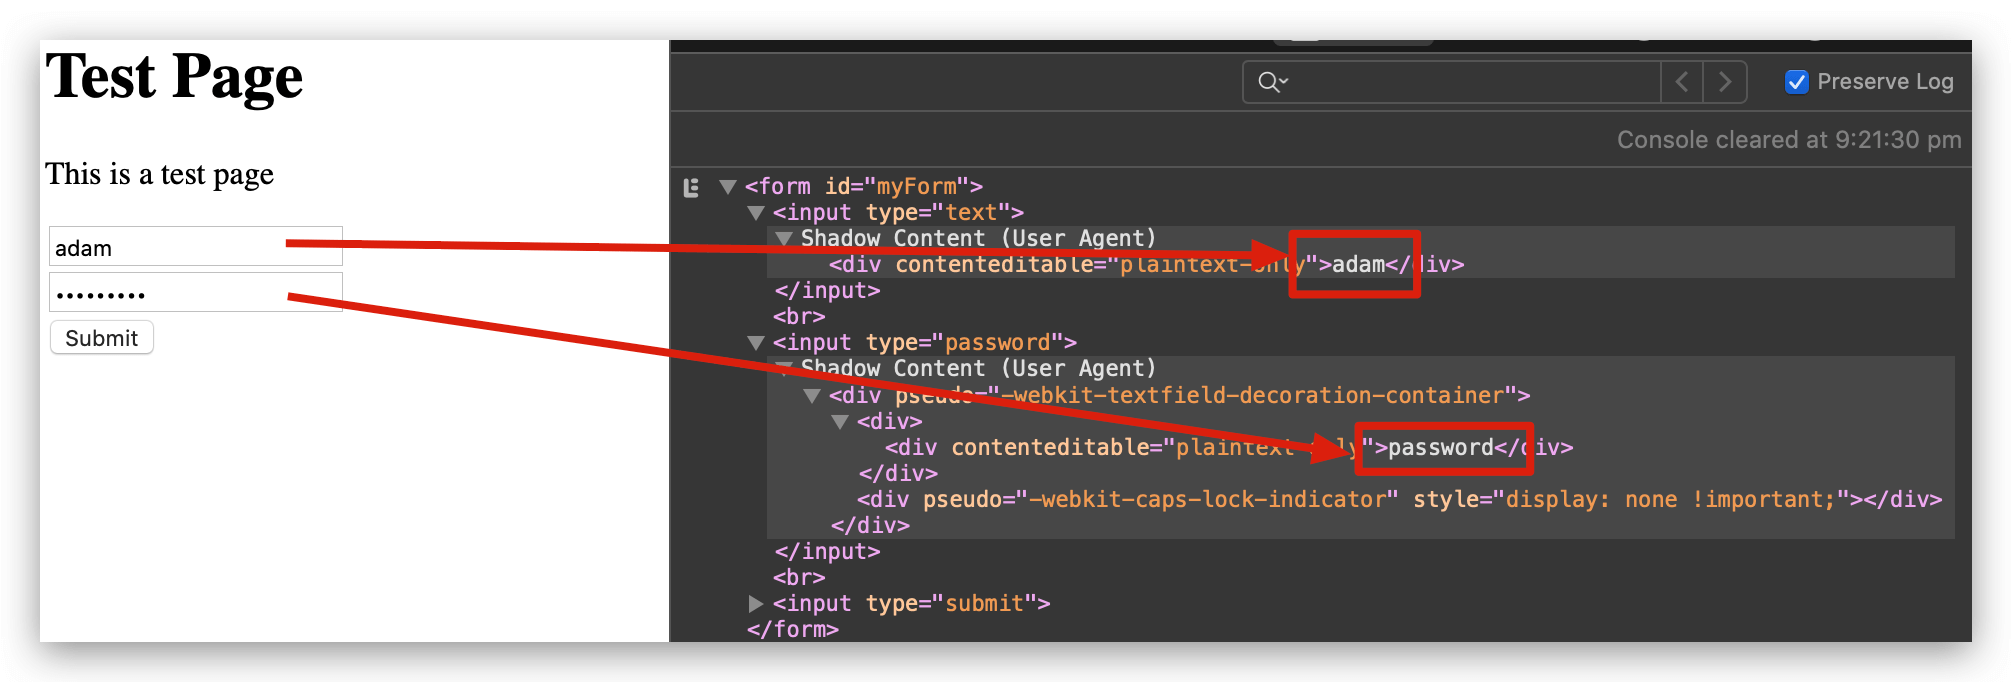 Test Page
This is a test page
adam
•••••••••
Submit
Preserve Log
Console cleared at 9:21:30 pm
<form id="myForm">
<input type="text">
Shadow Content (User Agent)
<div contenteditable="plaintext-only">adam</div>
</input>
<br>
<input type="password">
Shadow Content (User Agent)
<div pseudo="-webkit-textfield-decoration-container">
<div>
<div contenteditable="plaintext-only">password</div>
</div>
<div pseudo="-webkit-caps-lock-indicator" style="display: none !important;"></div>
</div>
</input>
<br>
<input type="submit">
</form>